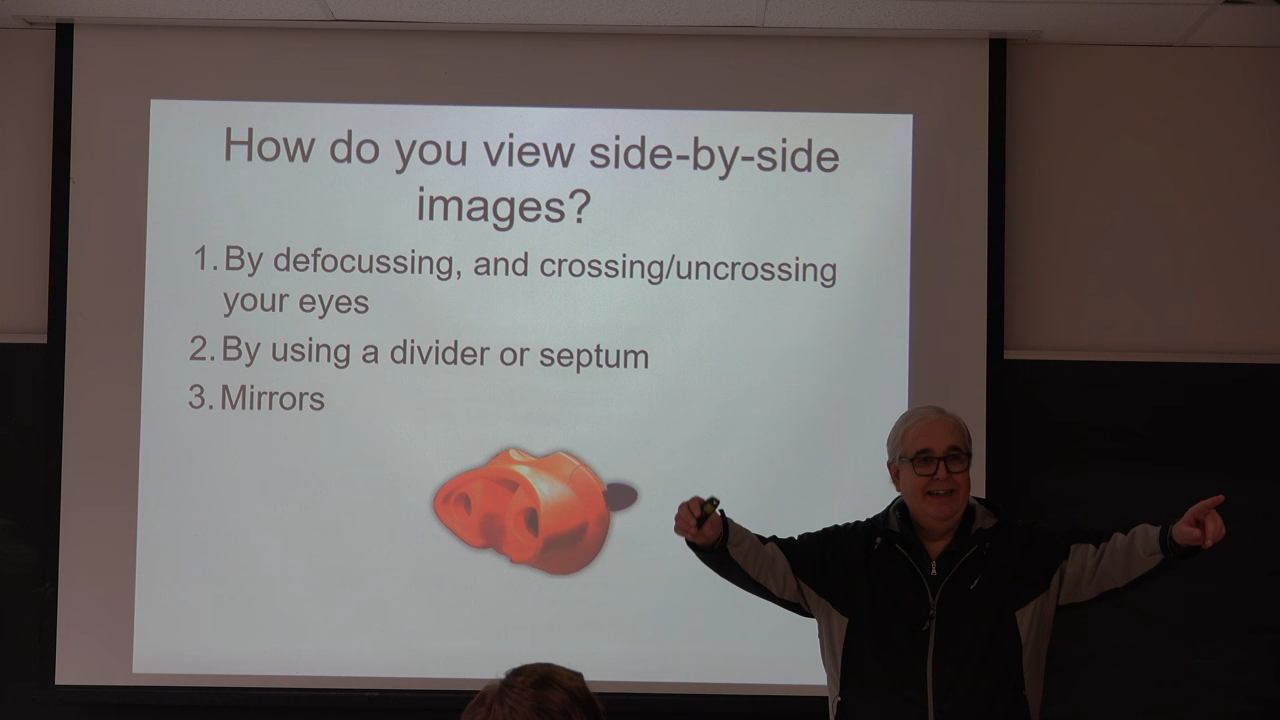 How do you view side-by-side
images?
1. By defocussing, and crossing/uncrossing
your eyes
2. By using a divider or septum
3. Mirrors